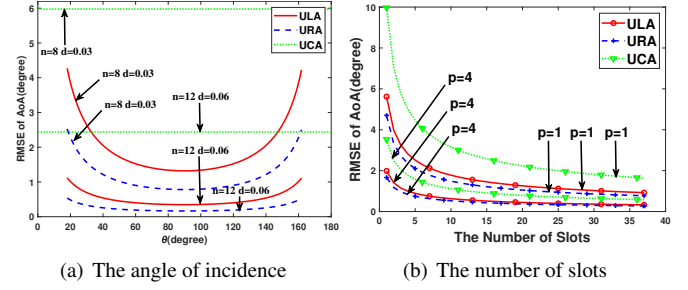 6
5
4
3
2
1
0
0 20 40 60 80 100 120 140 160 180
RMSE of AoA(degree)
θ(degree)
ULA
URA
UCA
n=8 d=0.03
n=8 d=0.03
n=8 d=0.03
n=12 d=0.06
n=12 d=0.06
n=12 d=0.06
(a) The angle of incidence
10
8
6
4
2
0
0 5 10 15 20 25 30 35 40
RMSE of AoA(degree)
The Number of Slots
ULA
URA
UCA
p=4
p=4
p=4
p=1
p=1
p=1
(b) The number of slots